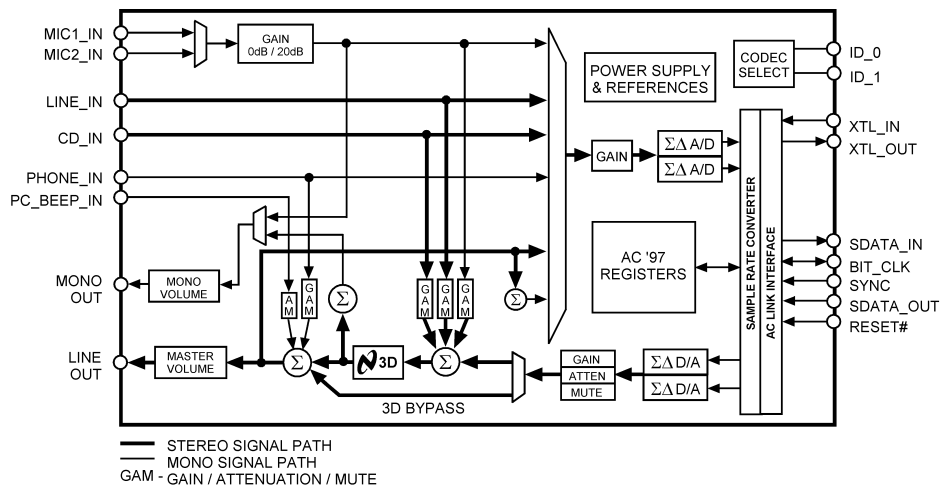 MIC1_IN
MIC2_IN
GAIN
0dB / 20dB
LINE_IN
CD_IN
PHONE_IN
PC_BEEP_IN
MONO
OUT
MONO
VOLUME
LINE
OUT
MASTER
VOLUME
AM
GAM
Σ
GAM
GAM
GAM
Σ
Σ
3D
Σ
3D BYPASS
POWER SUPPLY
& REFERENCES
CODEC
SELECT
ID_0
ID_1
GAIN
ΣΔ A/D
ΣΔ A/D
AC '97
REGISTERS
GAIN
ATTEN
MUTE
ΣΔ D/A
ΣΔ D/A
SAMPLE RATE CONVERTER
AC LINK INTERFACE
XTL_IN
XTL_OUT
SDATA_IN
BIT_CLK
SYNC
SDATA_OUT
RESET#
STEREO SIGNAL PATH
MONO SIGNAL PATH
GAM - GAIN / ATTENUATION / MUTE